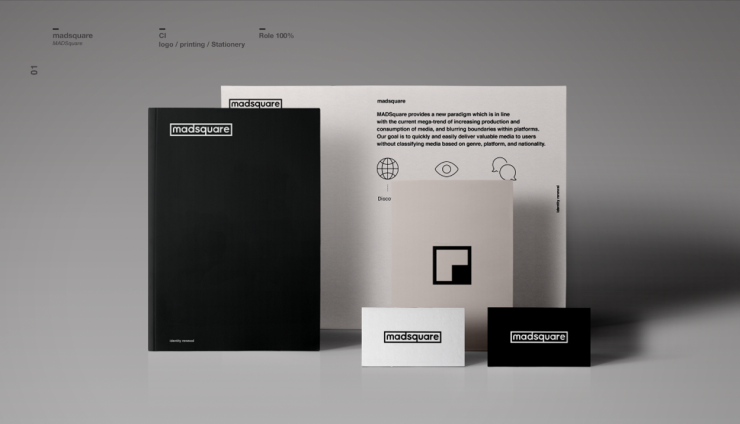 madsquare
MADSquare
CI
logo / printing / Stationery
Role 100%
01
madsquare
madsquare
MADSquare provides a new paradigm which is in line
with the current mega-trend of increasing production and
consumption of media, and blurring boundaries within platforms.
Our goal is to quickly and easily deliver valuable media to users
without classifying media based on genre, platform, and nationality.
Disco
madsquare
identity renewal
madsquare
madsquare